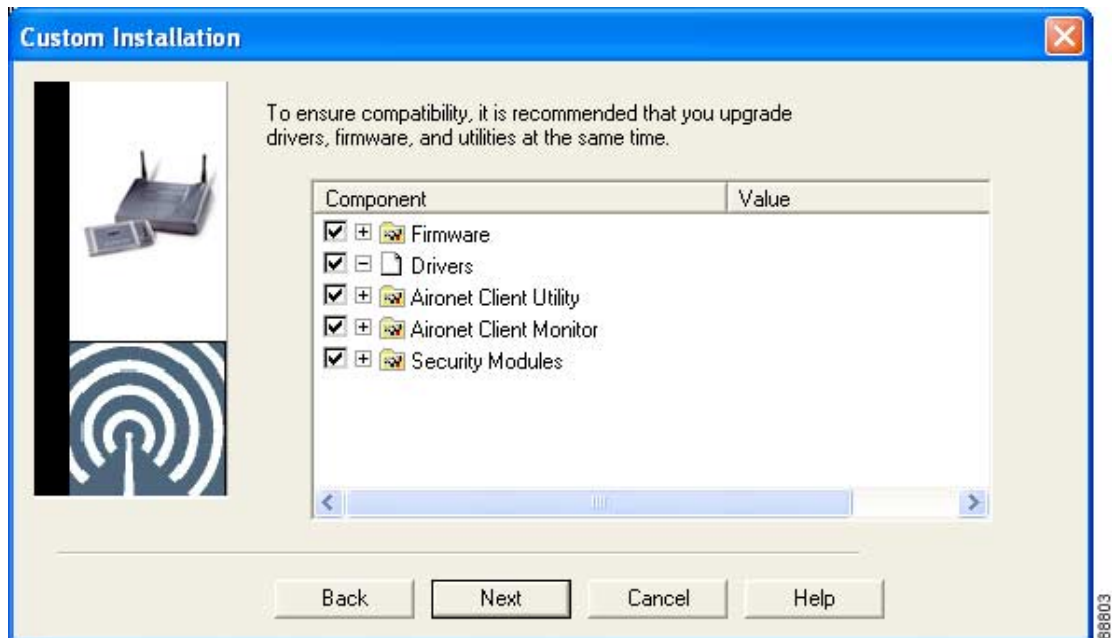 Custom Installation
To ensure compatibility, it is recommended that you upgrade
drivers, firmware, and utilities at the same time.
Component Value
Firmware
Drivers
Aironet Client Utility
Aironet Client Monitor
Security Modules
Back Next Cancel Help